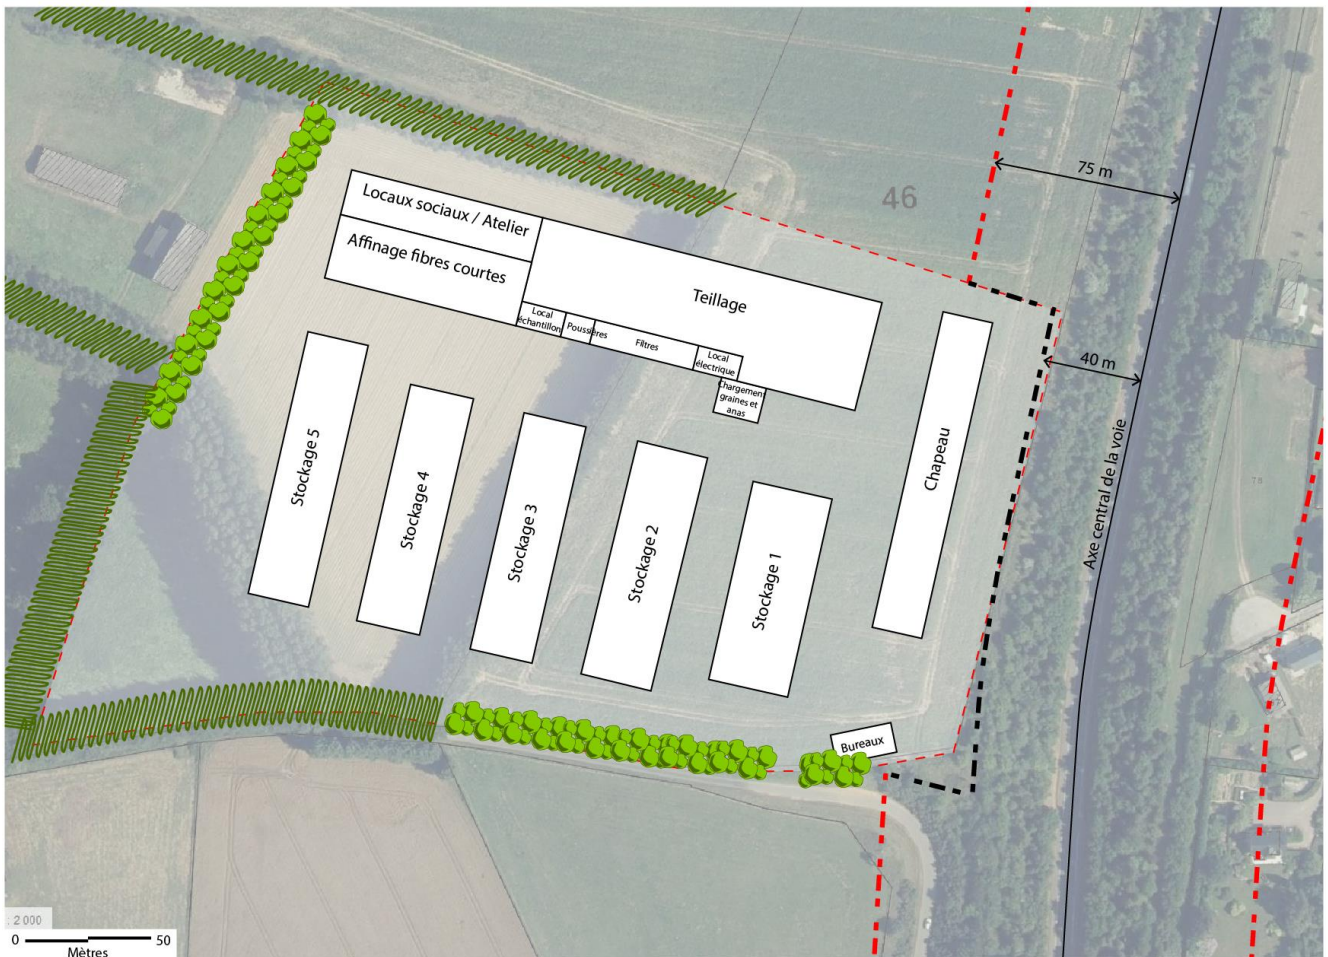 75 m
46
Locaux sociaux / Atelier
Affinage fibres courtes
Teillage
Local
échantillon
Poussières
Filtres
Local
électrique
Chargement
graines et
anas
40 m
Axe central de la voie
Chapeau
Stockage 5
Stockage 4
Stockage 3
Stockage 2
Stockage 1
Bureaux
: 2 000
0
50
Mètres